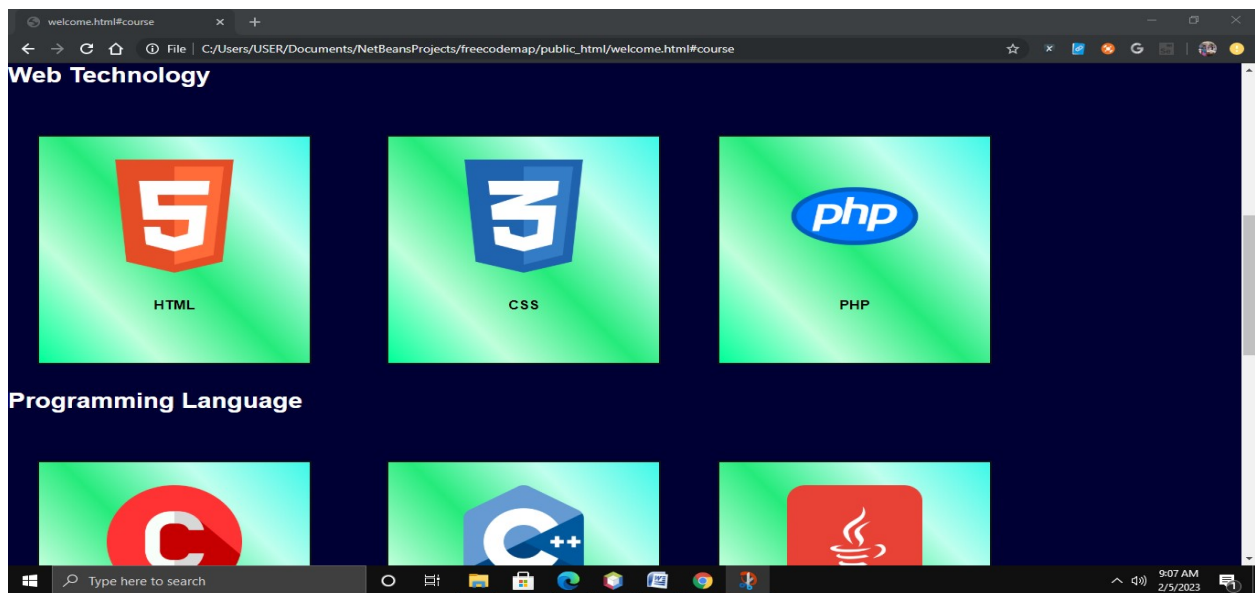 welcome.html#course
File | C:/Users/USER/Documents/NetBeansProjects/freecodemap/public_html/welcome.html#course
Web Technology
5 3 php
HTML CSS PHP
Programming Language
C C++
Type here to search
9:07 AM
2/5/2023